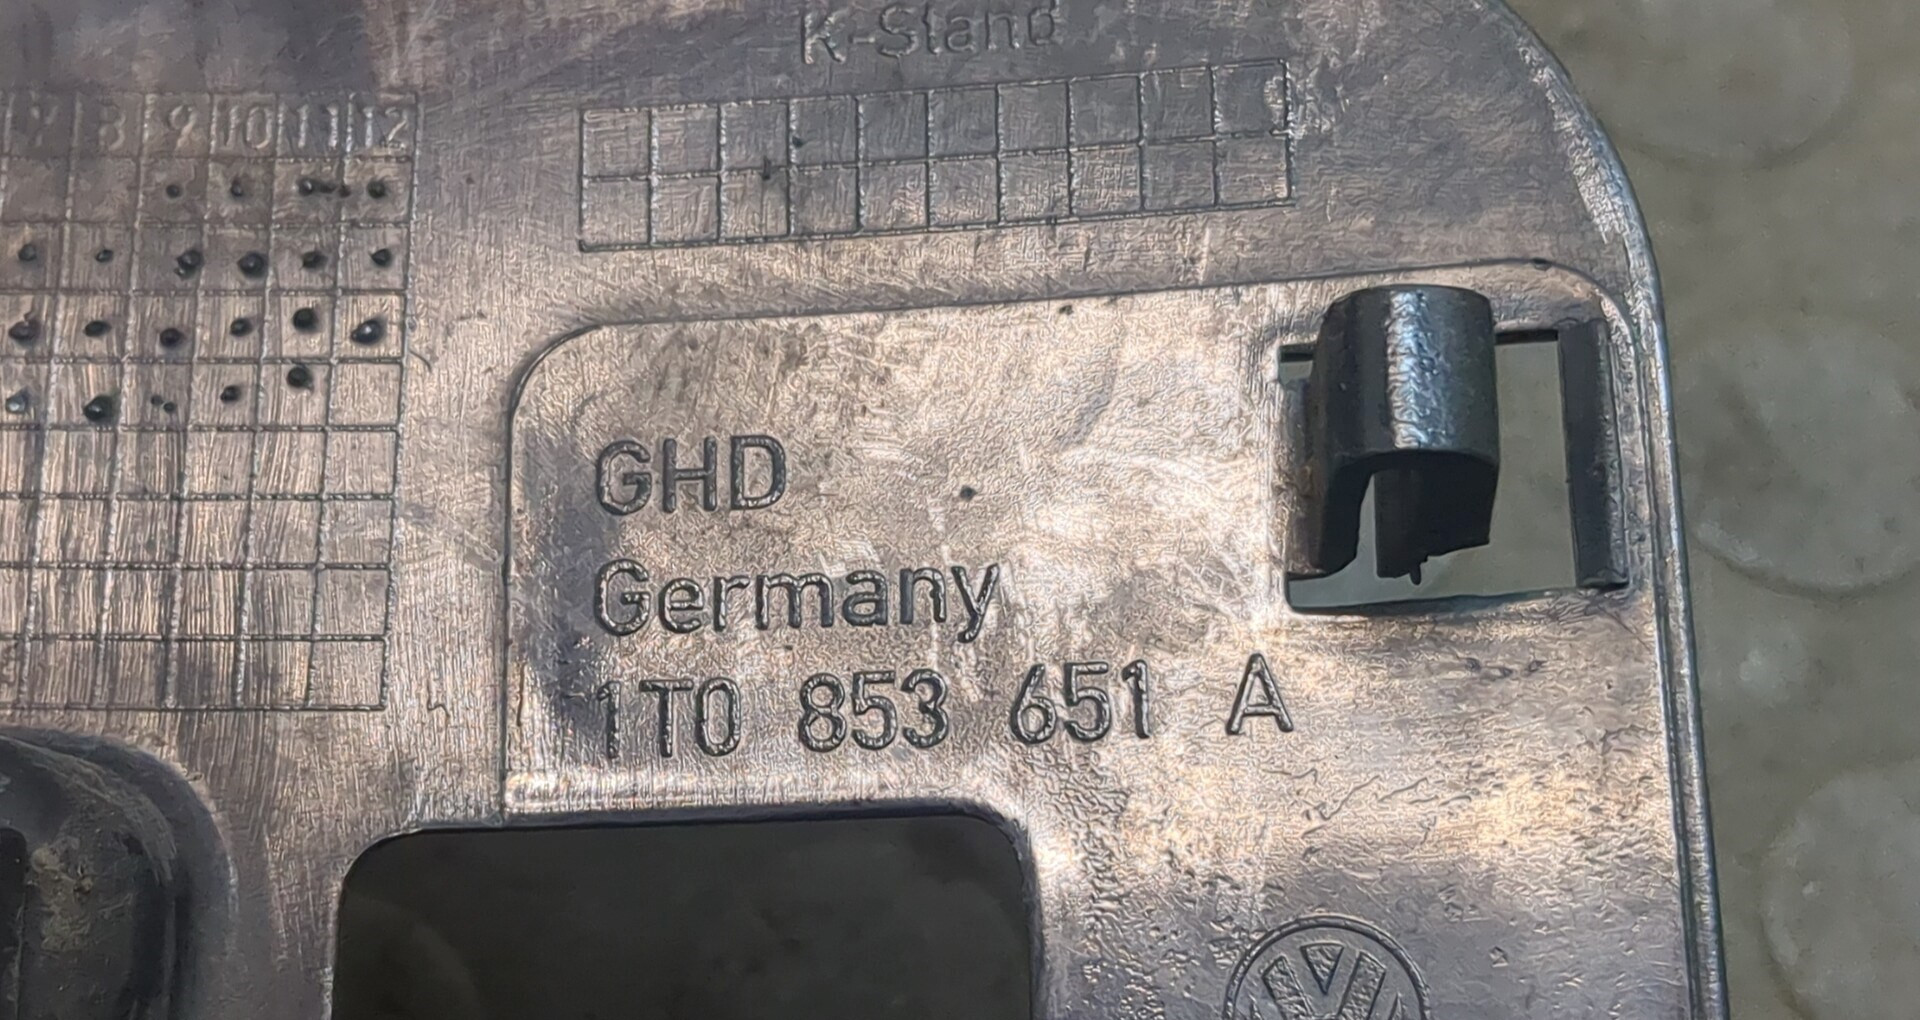 K-Stand
8 9 10 11 12
GHD
Germany
1T0 853 651 A